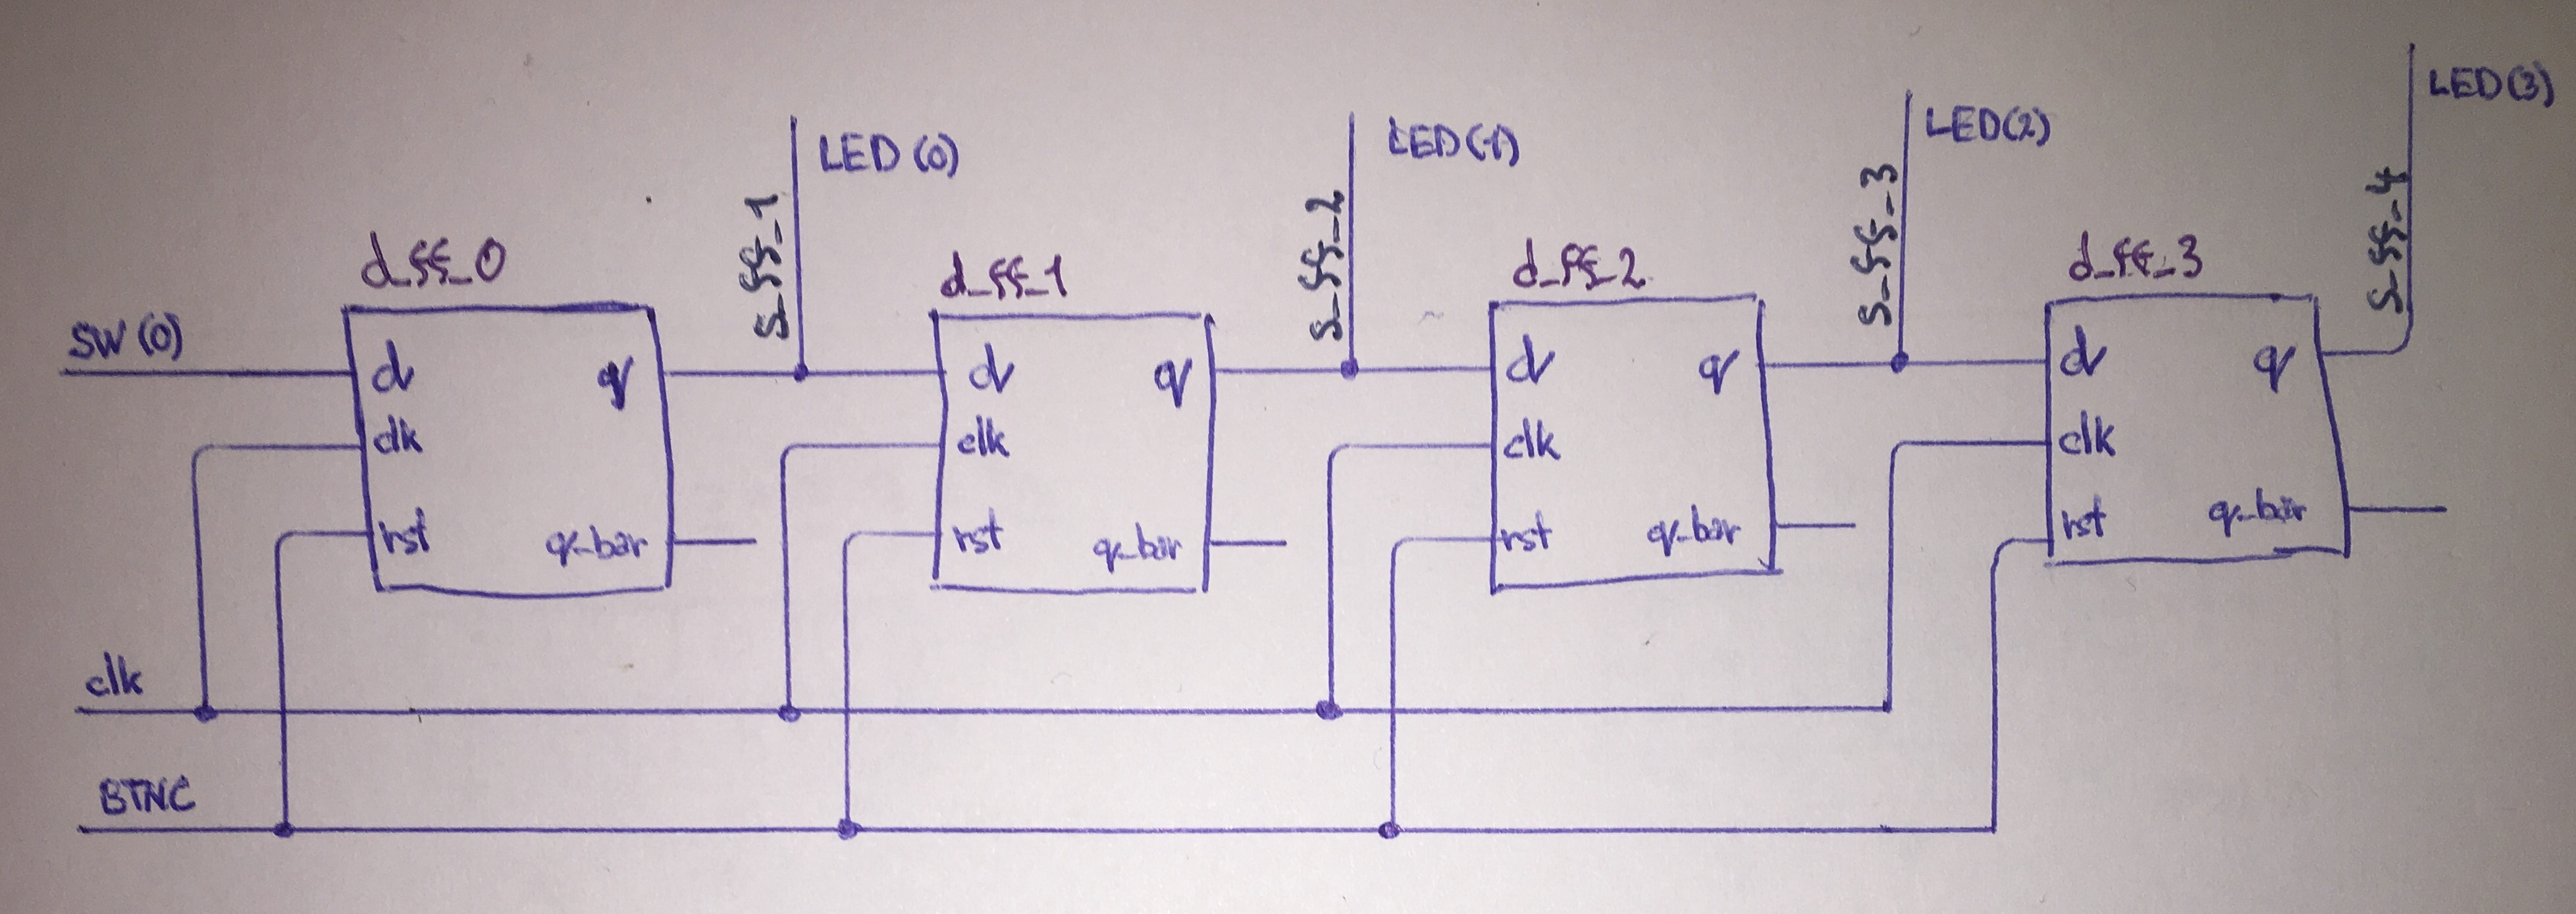 LED(3)
LED(0)
LED(1)
LED(2)
s_ff_1
s_ff_2
s_ff_3
s_ff_4
d_ff_0
d_ff_1
d_ff_2
d_ff_3
SW(0)
d q
d q
d q
d q
clk
clk
clk
clk
rst q_bar
rst q_bar
rst q_bar
rst q_bar
clk
BTNC